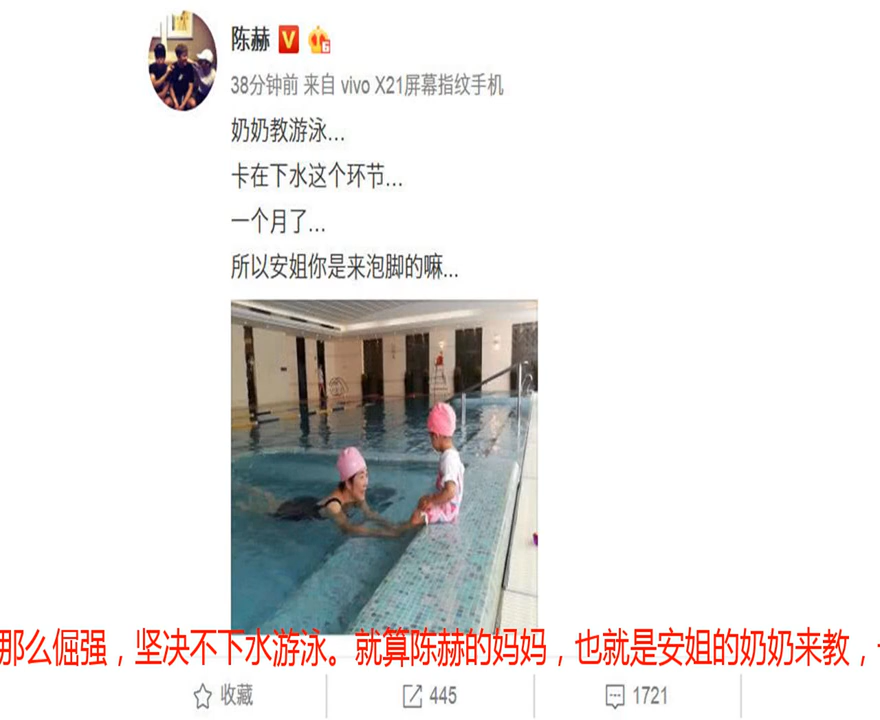 陈赫
38分钟前 来自 vivo X21屏幕指纹手机
奶奶教游泳...
卡在下水这个环节...
一个月了...
所以安姐你是来泡脚的嘛...
那么倔强，坚决不下水游泳。就算陈赫的妈妈，也就是安姐的奶奶来教，
收藏
445
1721